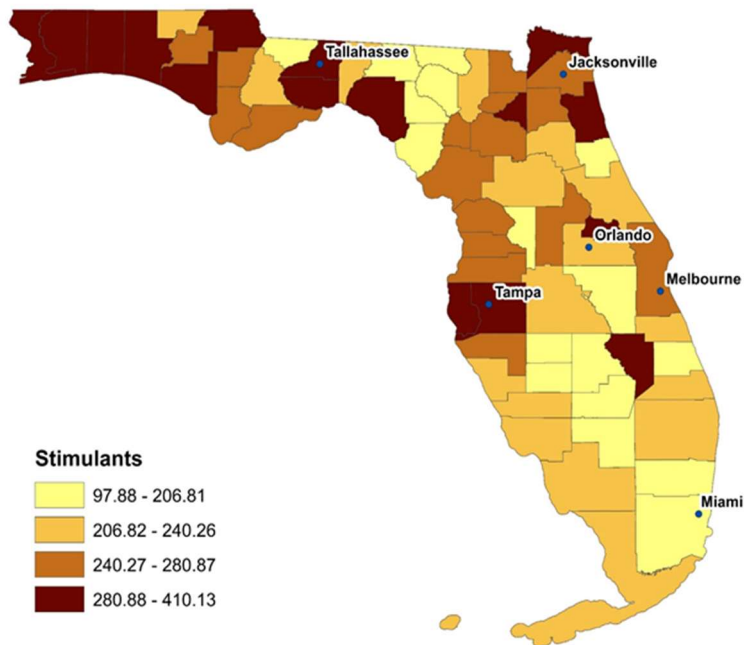 Tallahassee
Jacksonville
Orlando
Melbourne
Tampa
Stimulants
97.88 - 206.81
Miami
206.82 - 240.26
240.27 - 280.87
280.88 - 410.13